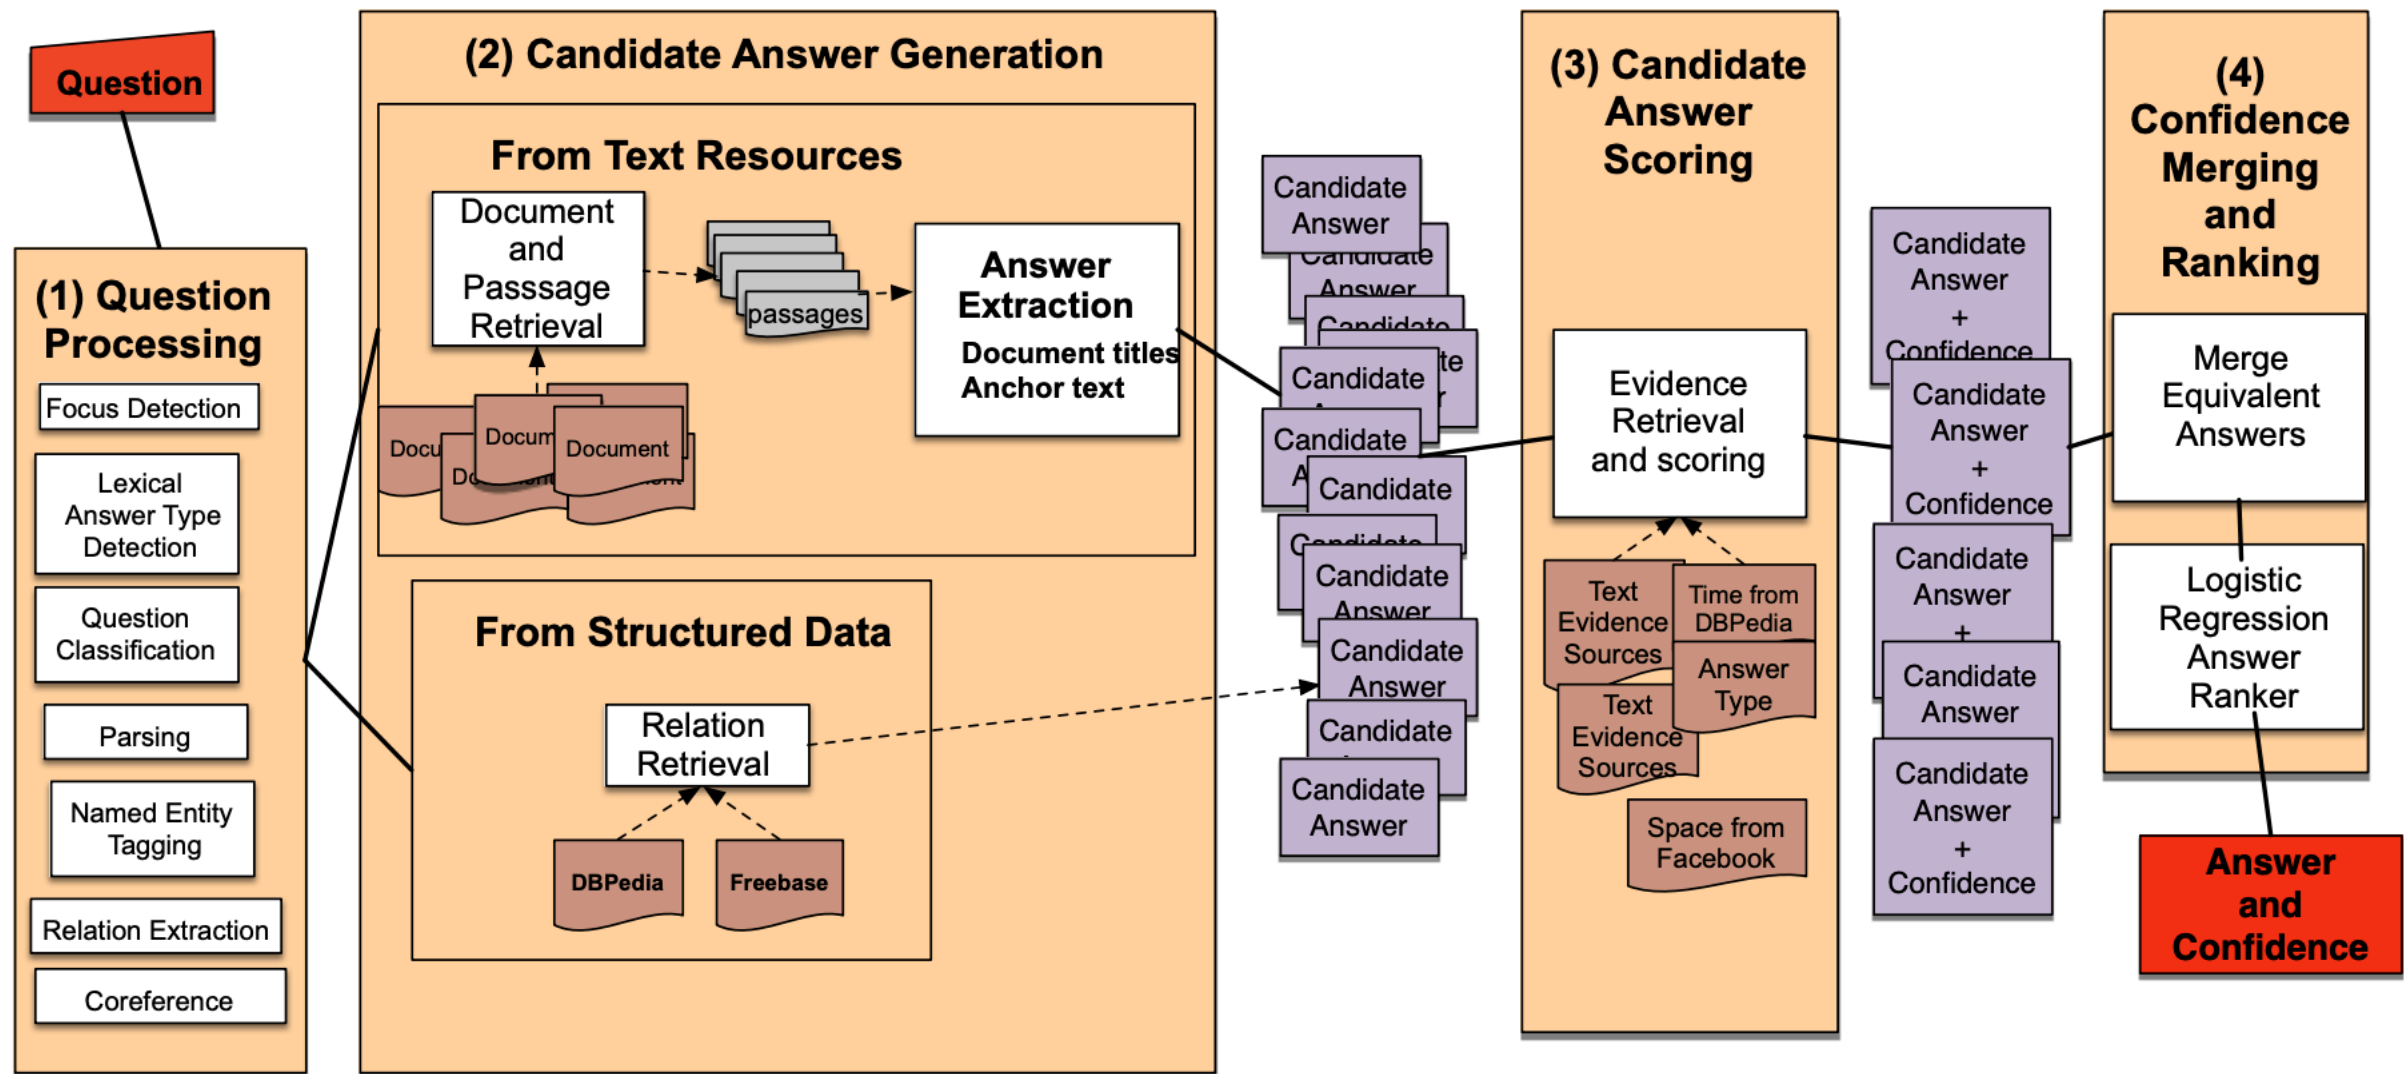 Question
(1) Question
Processing
Focus Detection
Lexical
Answer Type
Detection
Question
Classification
Parsing
Named Entity
Tagging
Relation Extraction
Coreference
(2) Candidate Answer Generation
From Text Resources
Document
and
Passsage
Retrieval
passages
Answer
Extraction
Document titles
Anchor text
Docum
Document
From Structured Data
Relation
Retrieval
DBPedia
Freebase
Candidate
Answer
Candidate
Answer
Candidate
Candidate
Candidate
Candidate
Candidate
Candidate
Answer
Candidate
Answer
Candidate
Candidate
Answer
(3) Candidate
Answer
Scoring
Evidence
Retrieval
and scoring
Text
Evidence
Sources
Time from
DBPedia
Answer
Type
Text
Evidence
Sources
Space from
Facebook
Candidate
Answer
+
Confidence
Candidate
Answer
+
Confidence
Candidate
Answer
+
Candidate
Answer
Candidate
Answer
+
Confidence
(4)
Confidence
Merging
and
Ranking
Merge
Equivalent
Answers
Logistic
Regression
Answer
Ranker
Answer
and
Confidence